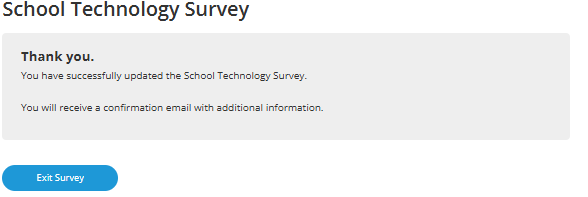 School Technology Survey
Thank you.
You have successfully updated the School Technology Survey.
You will receive a confirmation email with additional information.
Exit Survey